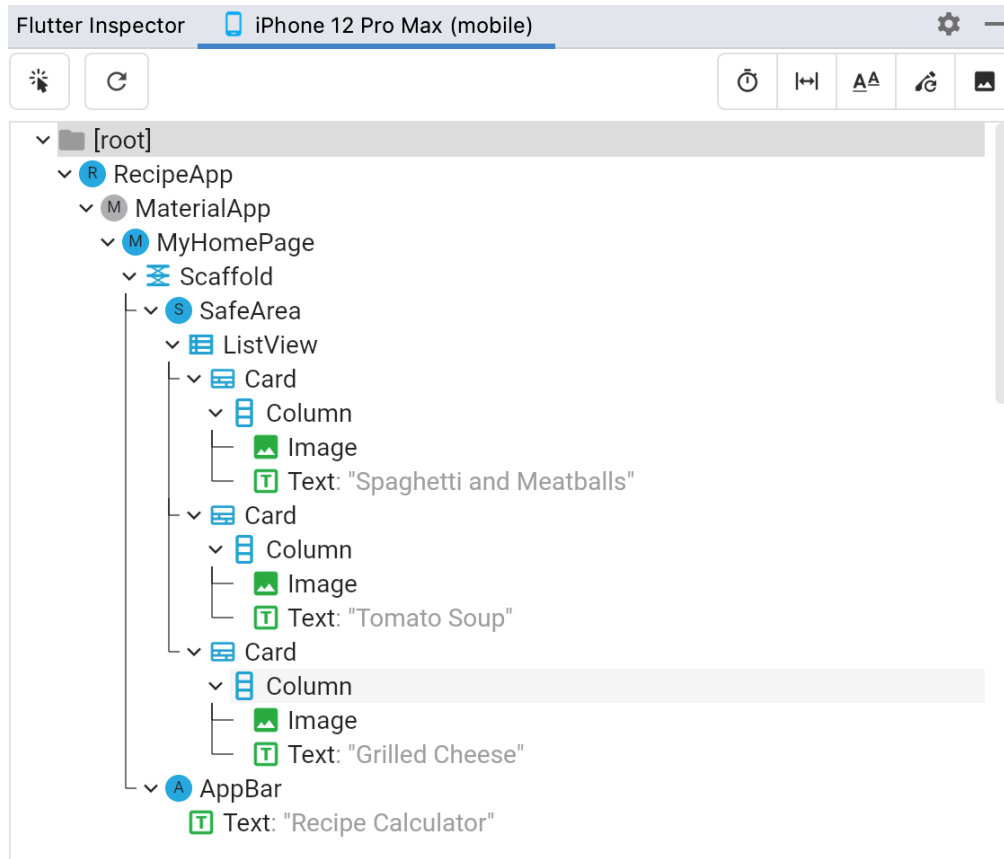 Flutter Inspector iPhone 12 Pro Max (mobile)
AA
[root]
R RecipeApp
M MaterialApp
M MyHomePage
Scaffold
S SafeArea
ListView
Card
Column
Image
T Text: "Spaghetti and Meatballs"
Card
Column
Image
T Text: "Tomato Soup"
Card
Column
Image
T Text: "Grilled Cheese"
A AppBar
T Text: "Recipe Calculator"